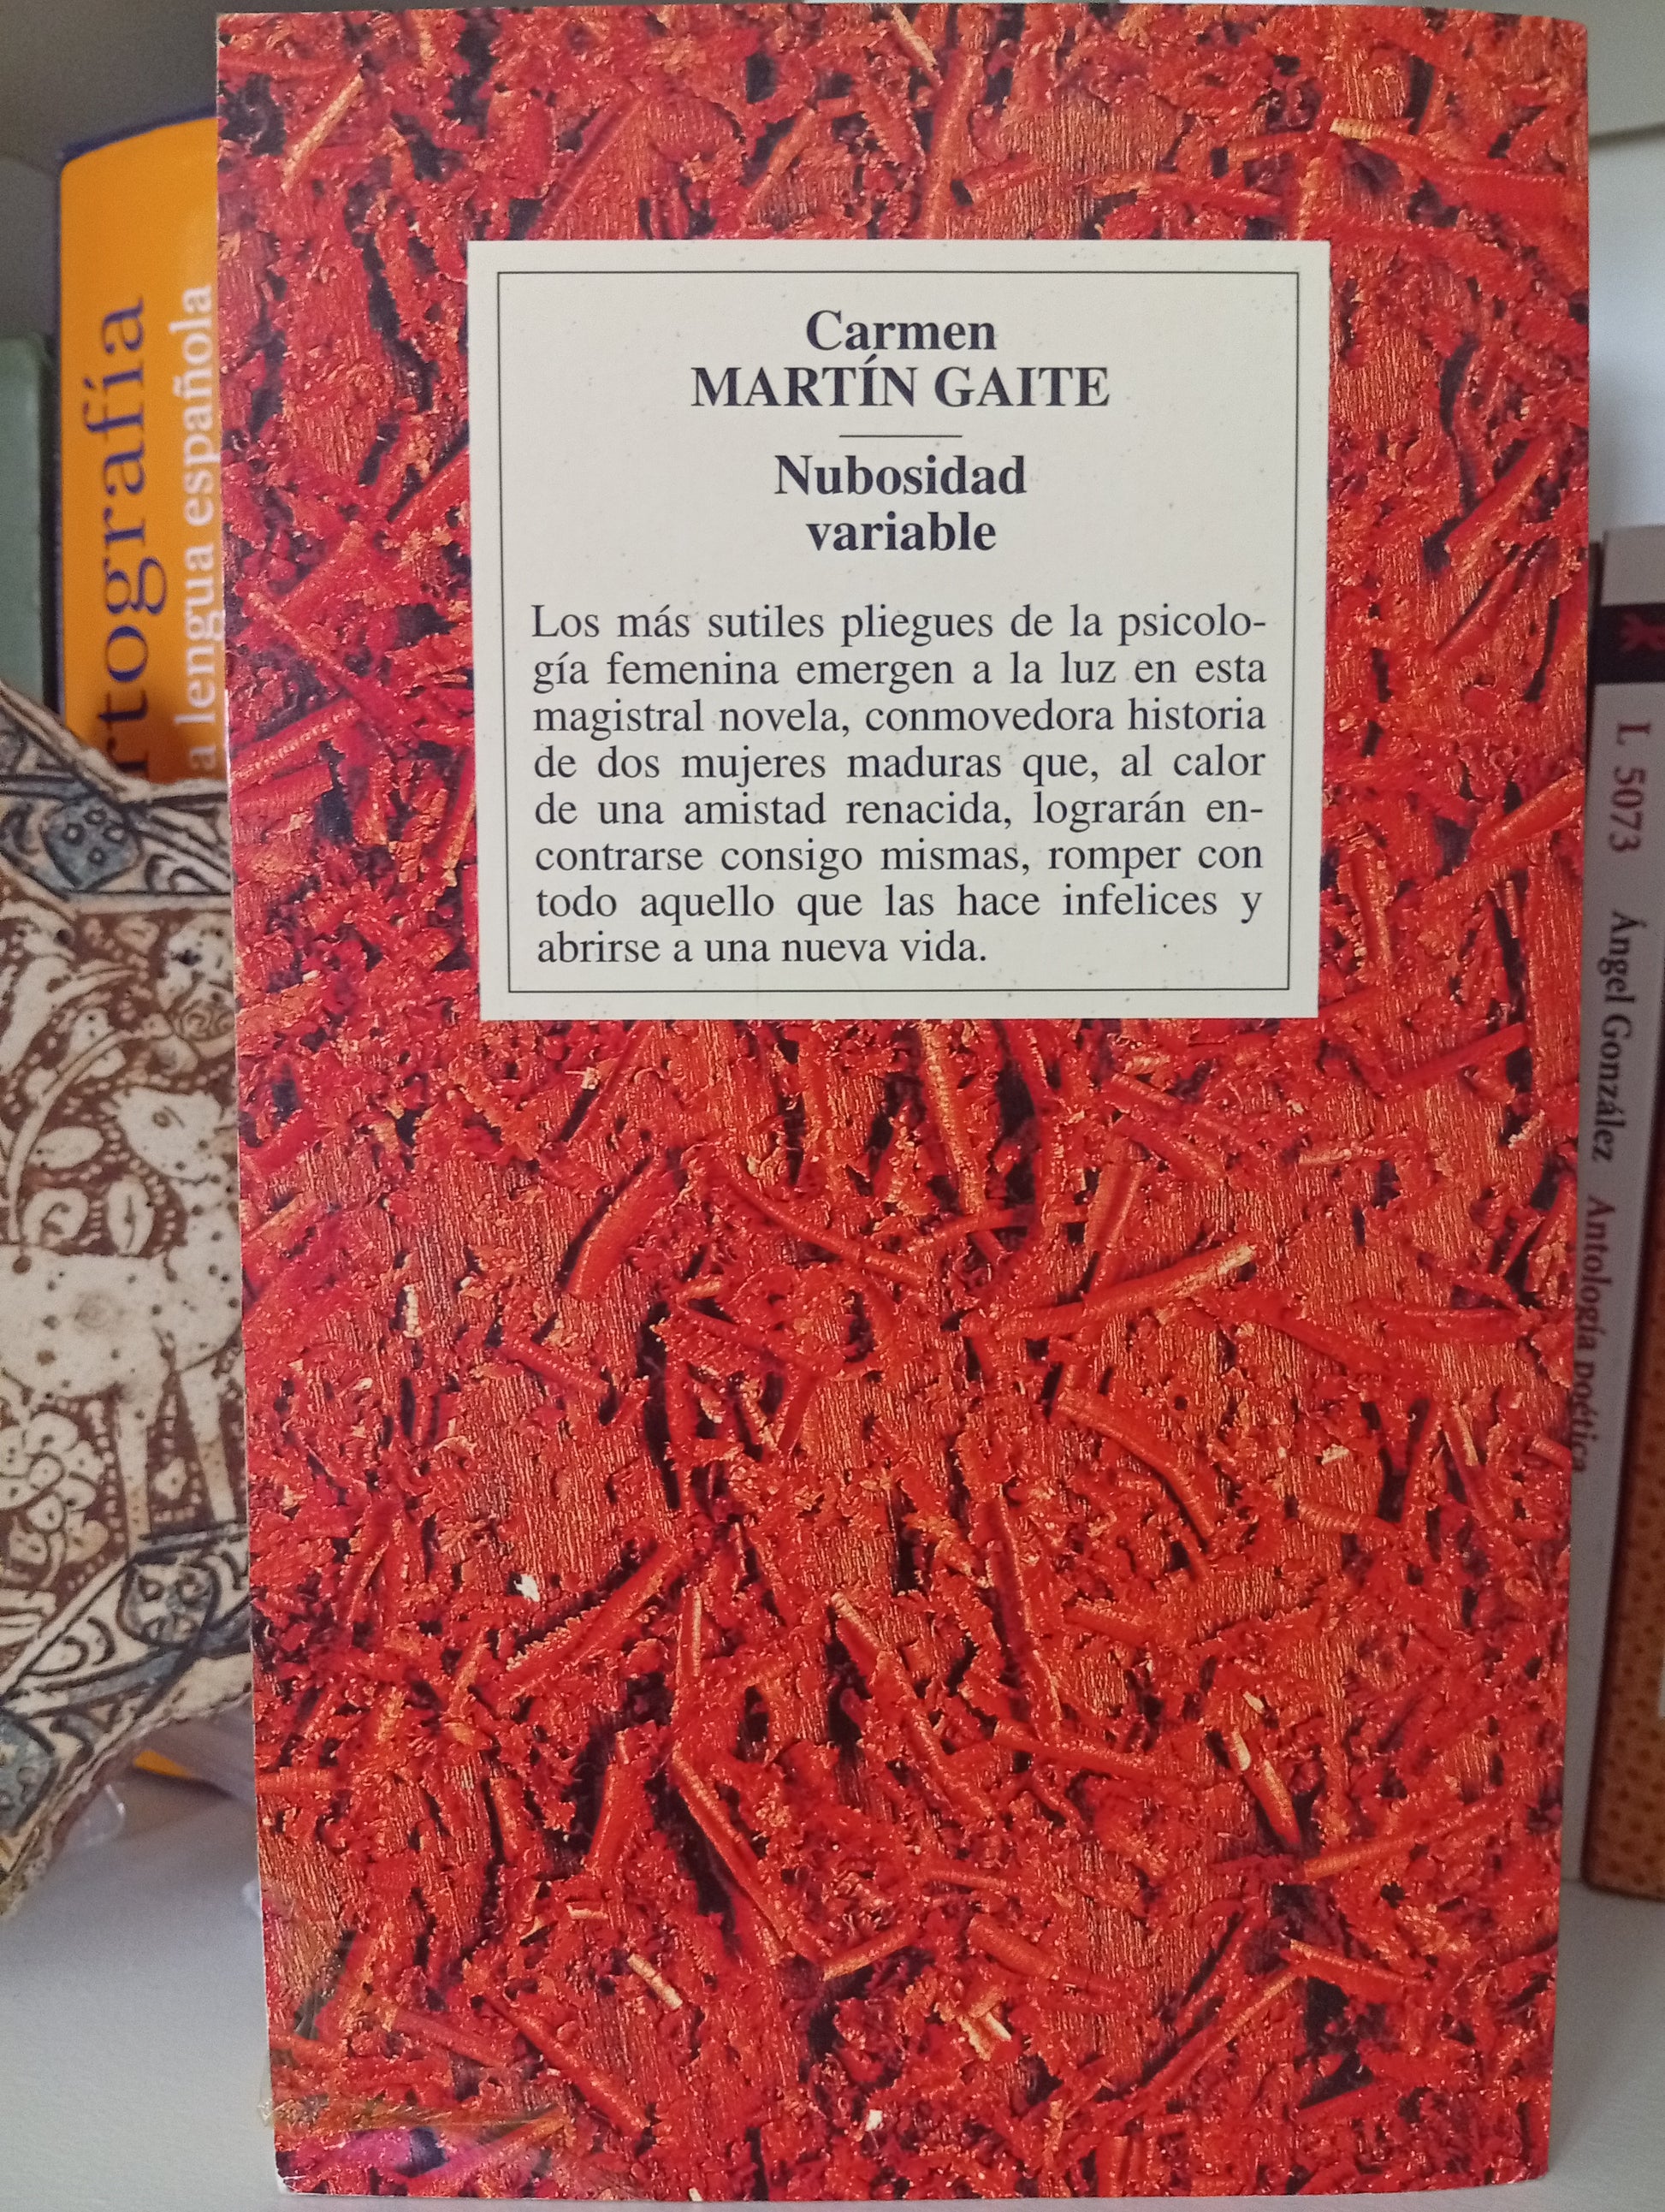 Carmen
MARTÍN GAITE
Nubosidad
variable
Los más sutiles pliegues de la psicolo-
gía femenina emergen a la luz en esta
magistral novela, conmovedora historia
de dos mujeres maduras que, al calor
de una amistad renacida, lograrán en-
contrarse consigo mismas, romper con
todo aquello que las hace infelices y
abrirse a una nueva vida.
rtografía
a lengua española
L 5073 Ángel González Antología poética